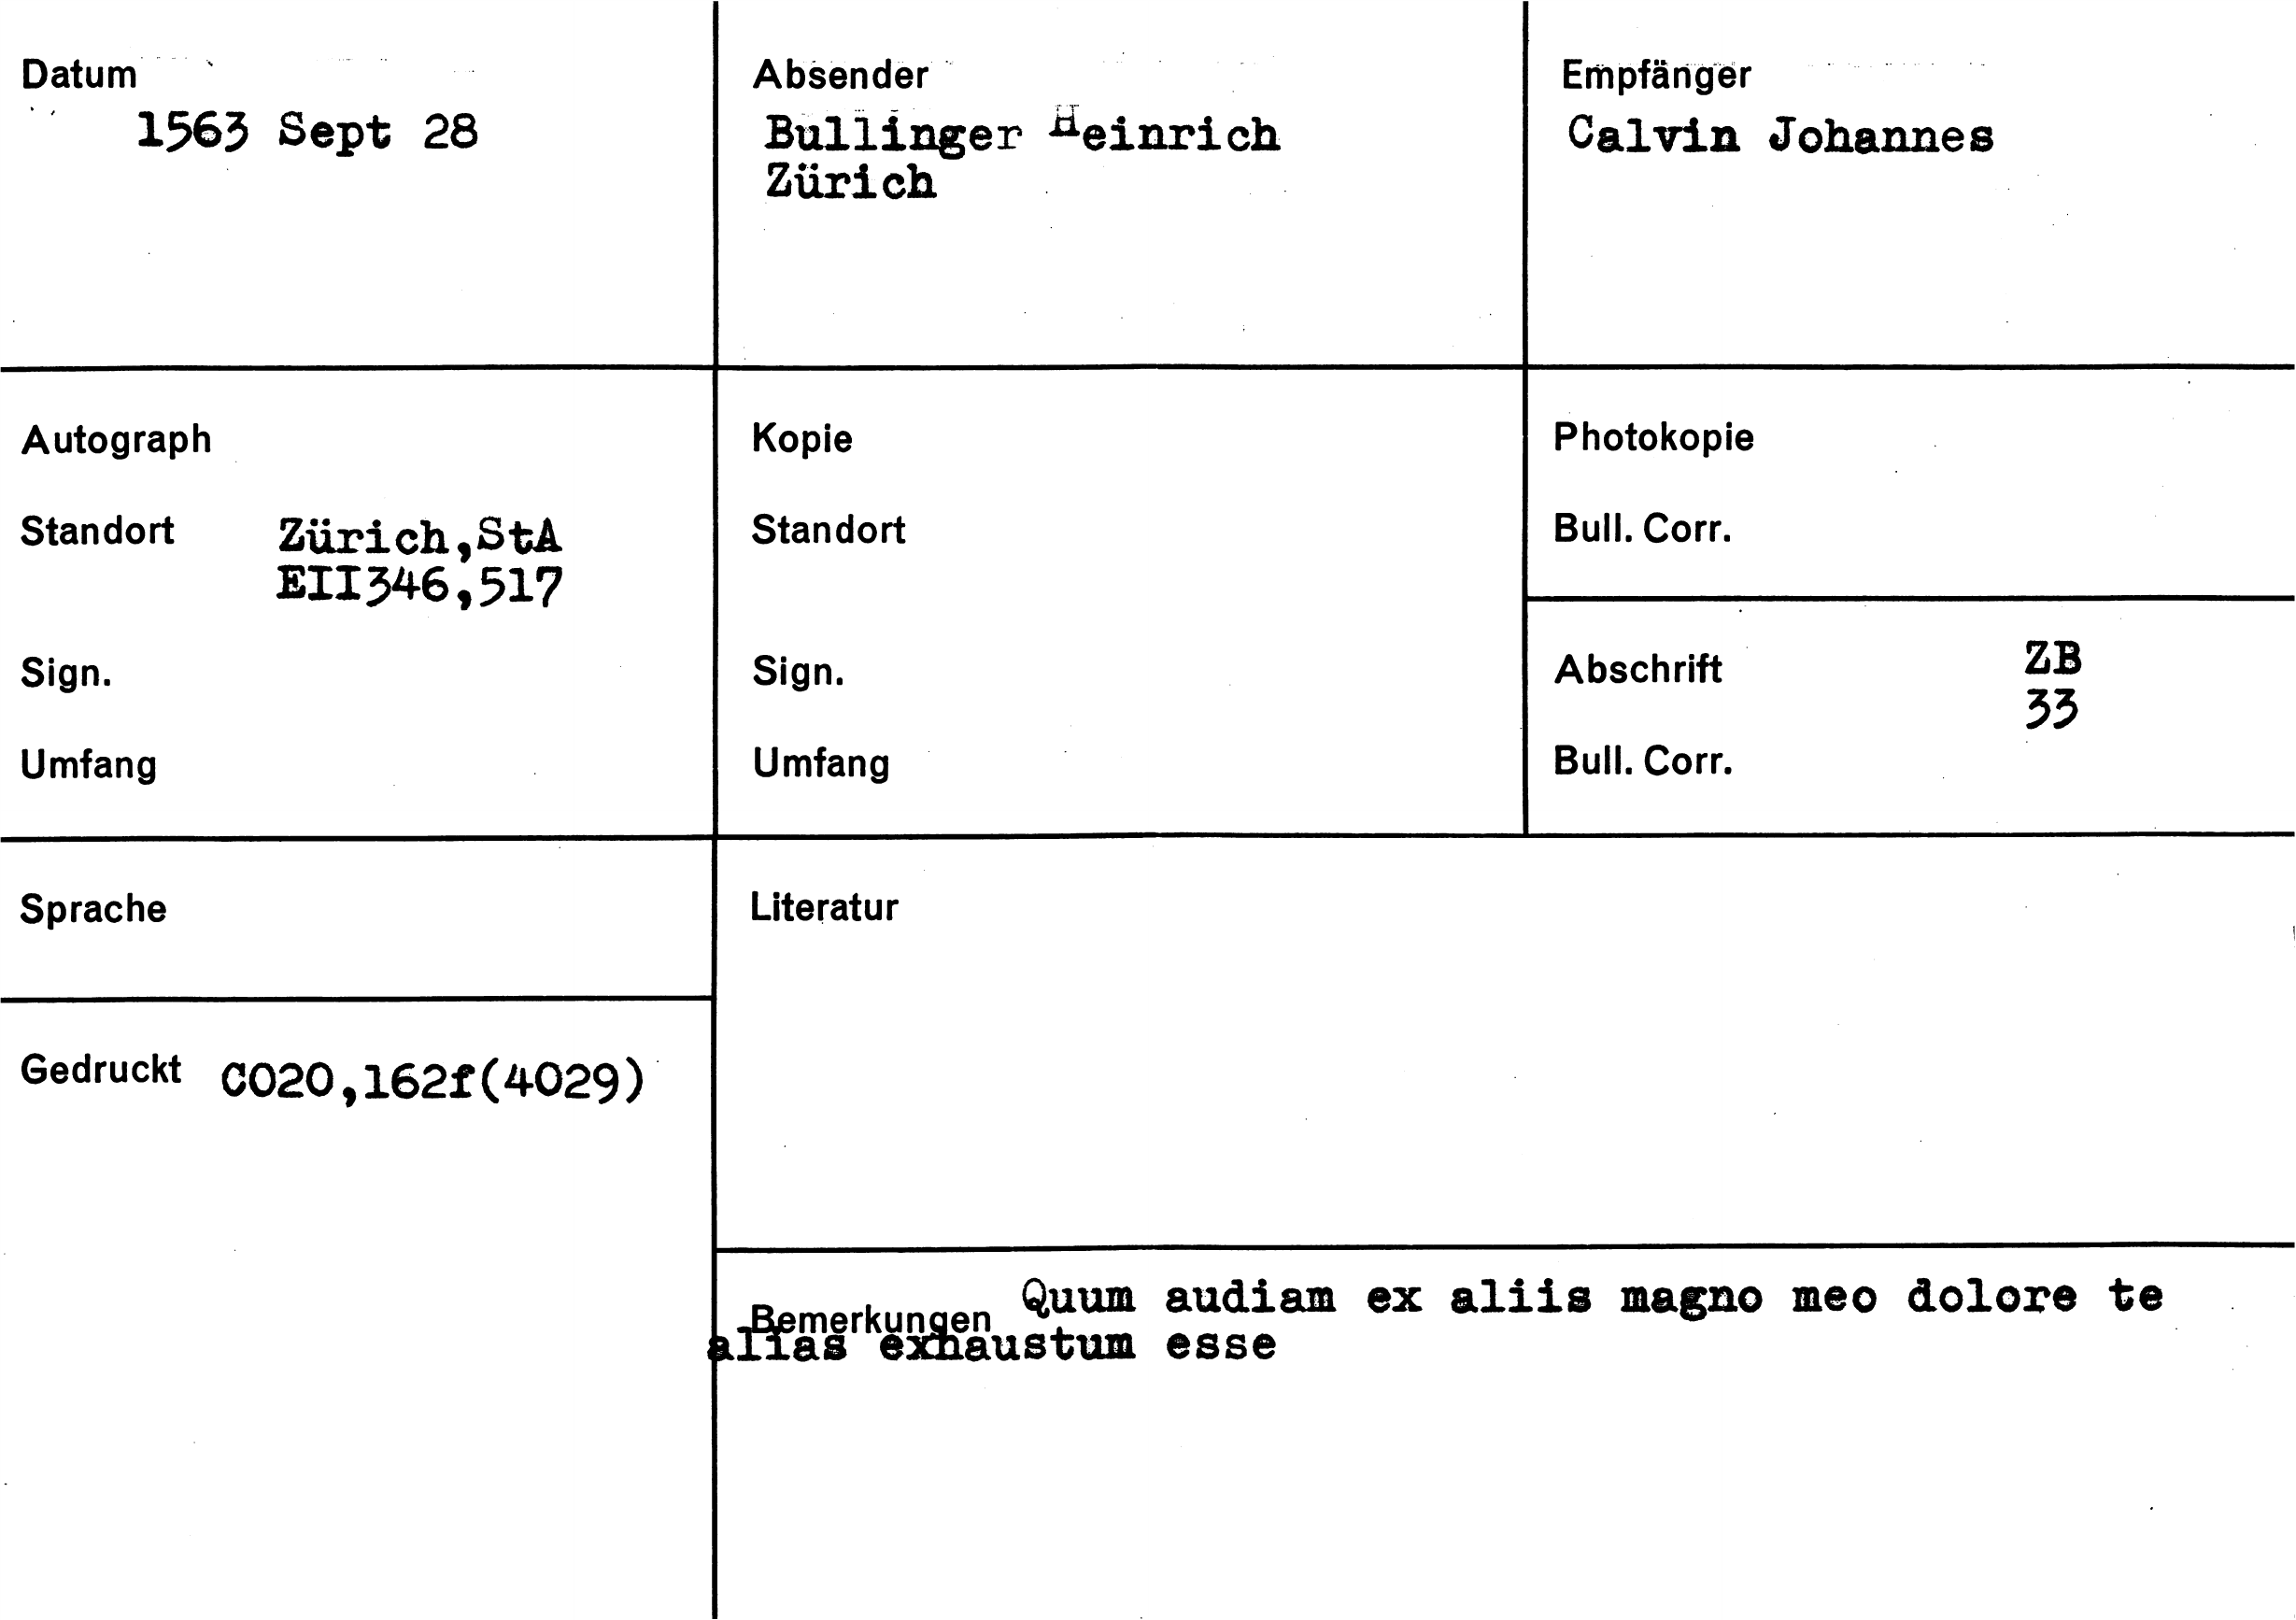 Datum
1563 Sept 28
Absender
Bullinger Heinrich
Zürich
Empfänger
Calvin Johannes
Autograph
Standort Zürich,StA
EII346,517
Sign.
Umfang
Kopie
Standort
Sign.
Umfang
Photokopie
Bull. Corr.
Abschrift ZB
33
Bull. Corr.
Sprache
Literatur
Gedruckt CO20,162f(4029)
Bemerkungen Quum audiam ex aliis magno meo dolore te
alias exhaustum esse